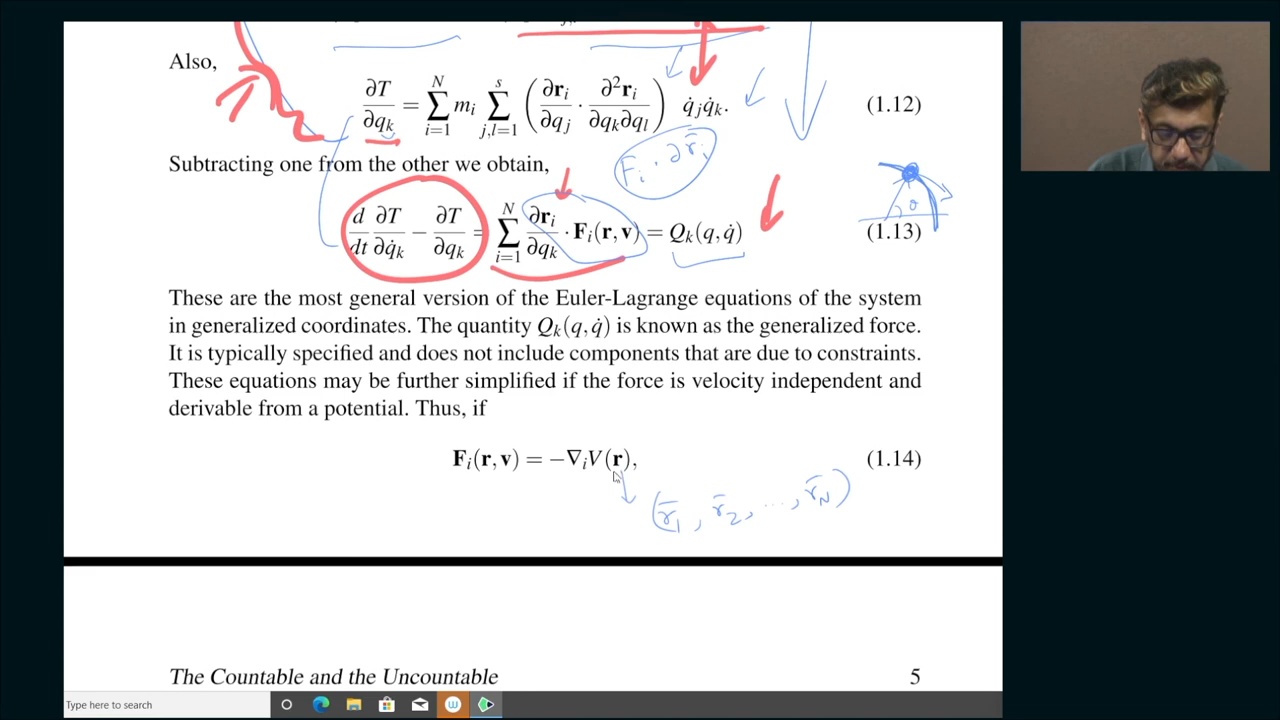 Also,
∂T/∂q_k = ∑_{i=1}^{N} m_i ∑_{j,l=1}^{s} (∂r_i/∂q_j · ∂²r_i/∂q_k∂q_l) q̇_j q̇_k. (1.12)
Subtracting one from the other we obtain,
F_i · ∂r̄_i
θ
d/dt ∂T/∂q̇_k − ∂T/∂q_k = ∑_{i=1}^{N} ∂r_i/∂q_k · F_i(r, v) = Q_k(q, q̇) (1.13)
These are the most general version of the Euler-Lagrange equations of the system
in generalized coordinates. The quantity Q_k(q, q̇) is known as the generalized force.
It is typically specified and does not include components that are due to constraints.
These equations may be further simplified if the force is velocity independent and
derivable from a potential. Thus, if
F_i(r, v) = −∇_i V(r), (1.14)
(r̄_1, r̄_2, ..., r̄_N)
The Countable and the Uncountable 5
Type here to search